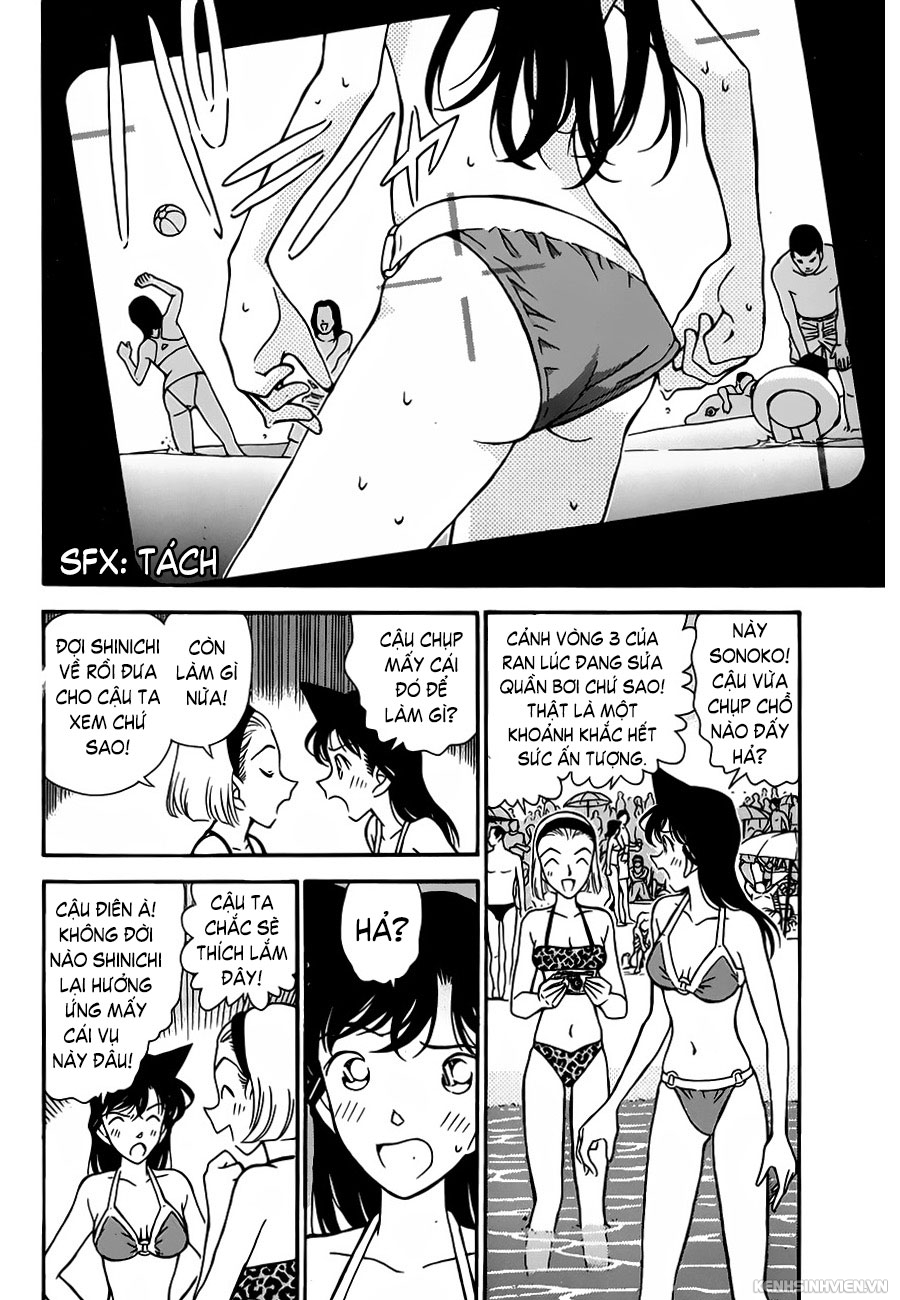 SFX: TÁCH
NÀY
SONOKO!
CẬU VỪA
CHỤP CHỖ
NÀO ĐẤY
HẢ?
CẢNH VÒNG 3 CỦA
RAN LÚC ĐANG SỬA
QUẦN BƠI CHỨ SAO!
THẬT LÀ MỘT
KHOẢNH KHẮC HẾT
SỨC ẤN TƯỢNG.
CẬU CHỤP
MẤY CÁI
ĐÓ ĐỂ
LÀM GÌ?
CÒN
LÀM GÌ
NỮA!
ĐỢI SHINICHI
VỀ RỒI ĐƯA
CHO CẬU TA
XEM CHỨ
SAO!
HẢ?
CẬU TA
CHẮC SẼ
THÍCH LẮM
ĐÂY!
CẬU ĐIÊN À!
KHÔNG ĐỜI
NÀO SHINICHI
LẠI HƯỞNG
ỨNG MẤY
CÁI VỤ
NÀY ĐÂU!
KENHSINHVIEN.VN